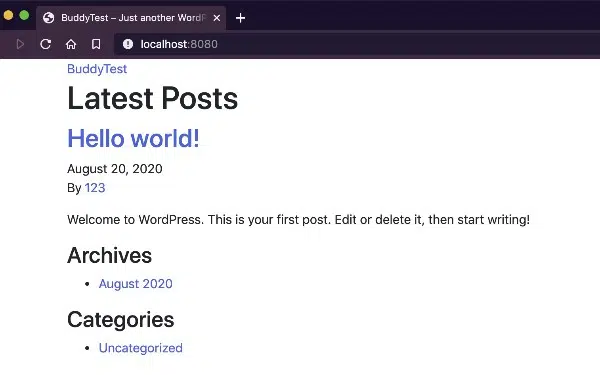 BuddyTest – Just another WordP
localhost:8080
BuddyTest
Latest Posts
Hello world!
August 20, 2020
By 123
Welcome to WordPress. This is your first post. Edit or delete it, then start writing!
Archives
• August 2020
Categories
• Uncategorized